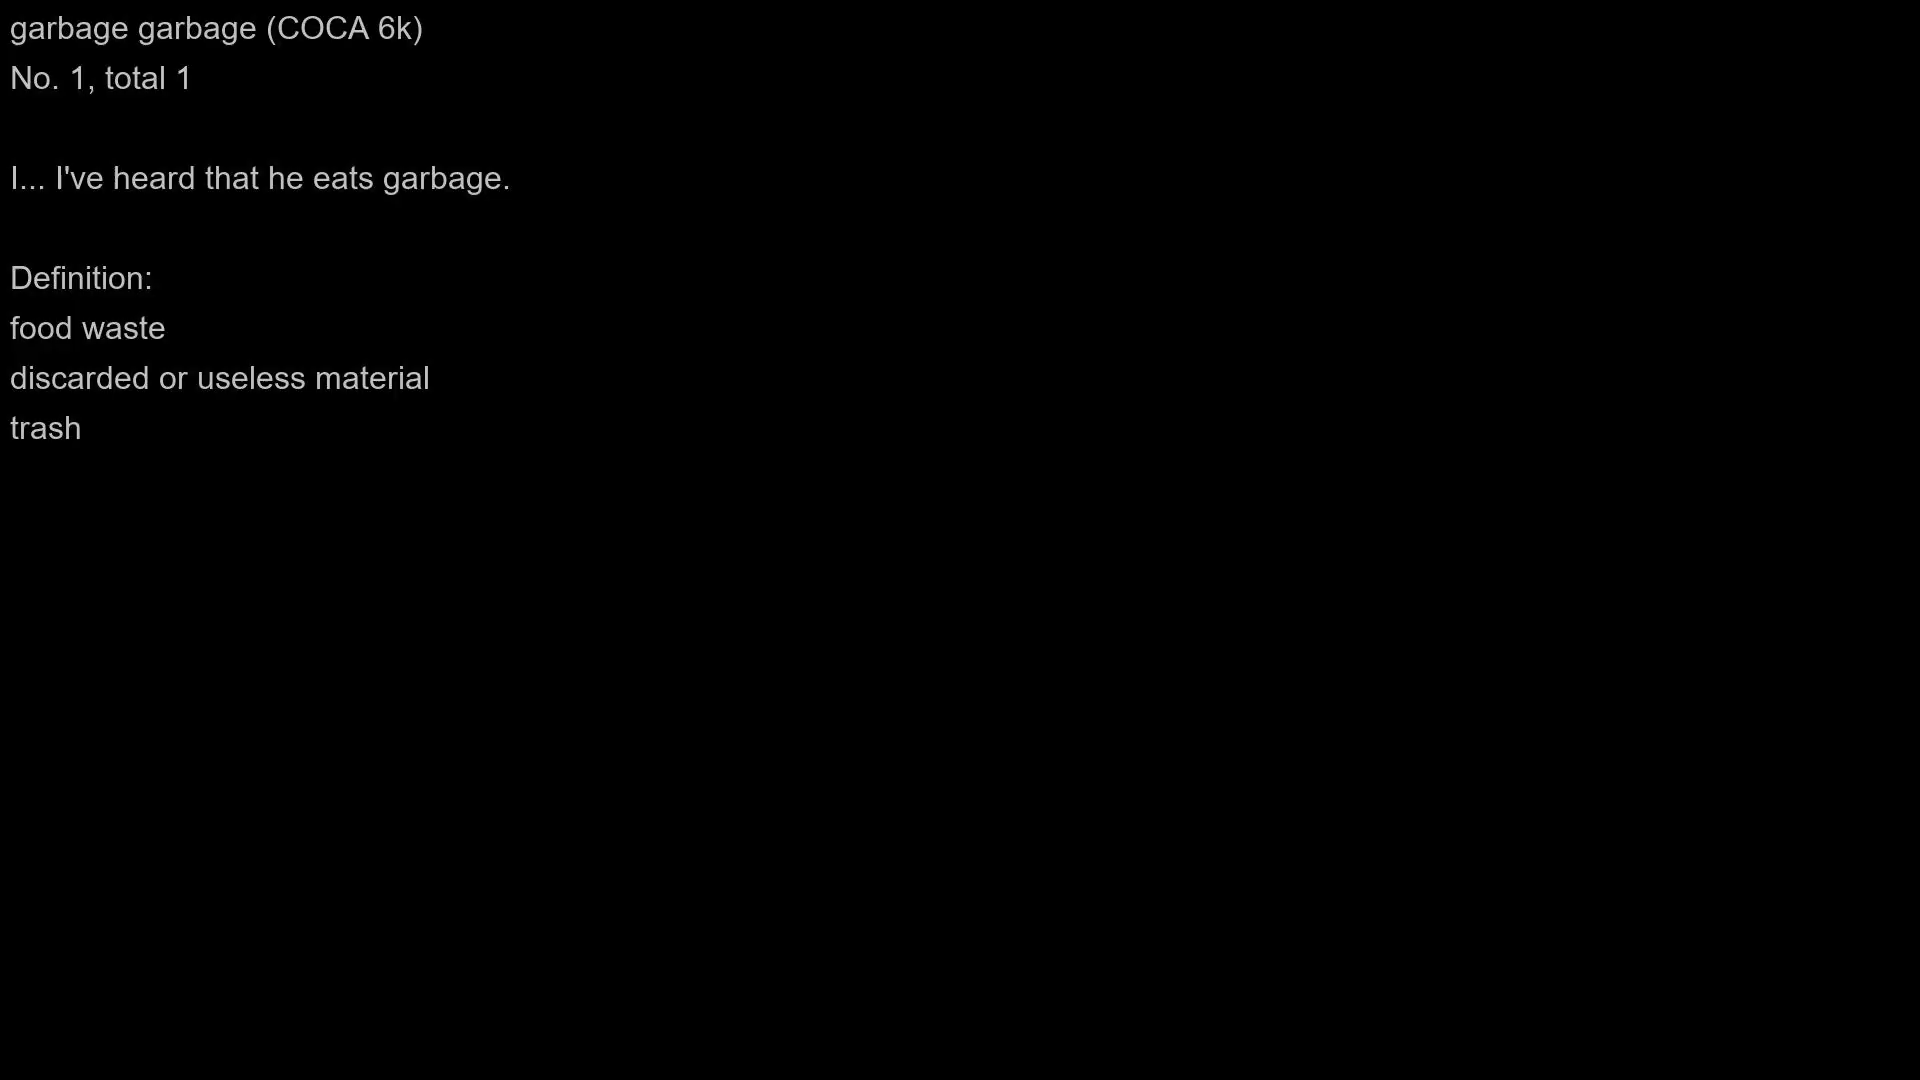 garbage garbage (COCA 6k)
No. 1, total 1
I... I've heard that he eats garbage.
Definition:
food waste
discarded or useless material
trash